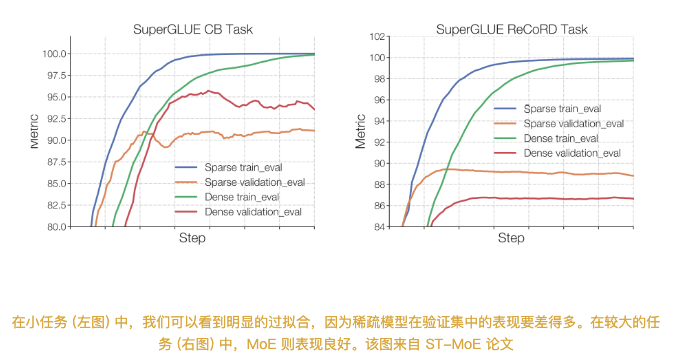 SuperGLUE CB Task
100.0
97.5
95.0
92.5
90.0
87.5
85.0
82.5
80.0
Metric
Sparse train_eval
Sparse validation_eval
Dense train_eval
Dense validation_eval
Step
SuperGLUE ReCoRD Task
102
100
98
96
94
92
90
88
86
84
Metric
Sparse train_eval
Sparse validation_eval
Dense train_eval
Dense validation_eval
Step
在小任务 (左图) 中，我们可以看到明显的过拟合，因为稀疏模型在验证集中的表现要差得多。在较大的任
务 (右图) 中，MoE 则表现良好。该图来自 ST-MoE 论文